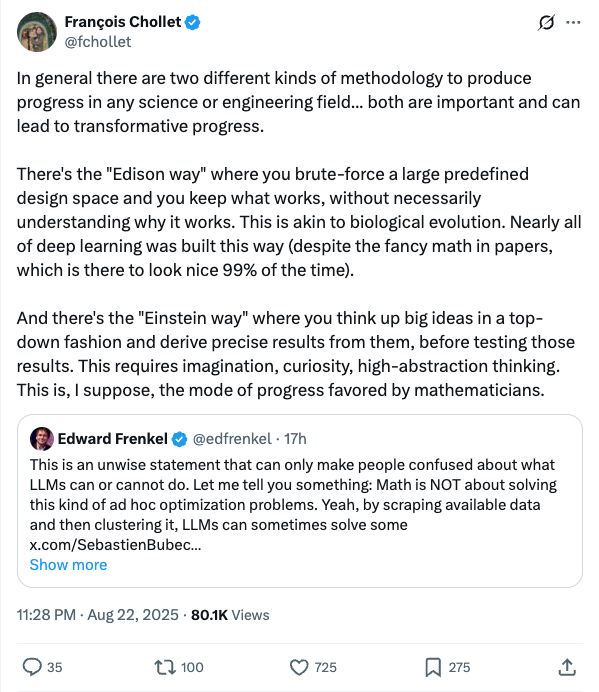 François Chollet
@fchollet
In general there are two different kinds of methodology to produce
progress in any science or engineering field... both are important and can
lead to transformative progress.
There's the "Edison way" where you brute-force a large predefined
design space and you keep what works, without necessarily
understanding why it works. This is akin to biological evolution. Nearly all
of deep learning was built this way (despite the fancy math in papers,
which is there to look nice 99% of the time).
And there's the "Einstein way" where you think up big ideas in a top-
down fashion and derive precise results from them, before testing those
results. This requires imagination, curiosity, high-abstraction thinking.
This is, I suppose, the mode of progress favored by mathematicians.
Edward Frenkel @edfrenkel · 17h
This is an unwise statement that can only make people confused about what
LLMs can or cannot do. Let me tell you something: Math is NOT about solving
this kind of ad hoc optimization problems. Yeah, by scraping available data
and then clustering it, LLMs can sometimes solve some
x.com/SebastienBubec...
Show more
11:28 PM · Aug 22, 2025 · 80.1K Views
35 100 725 275